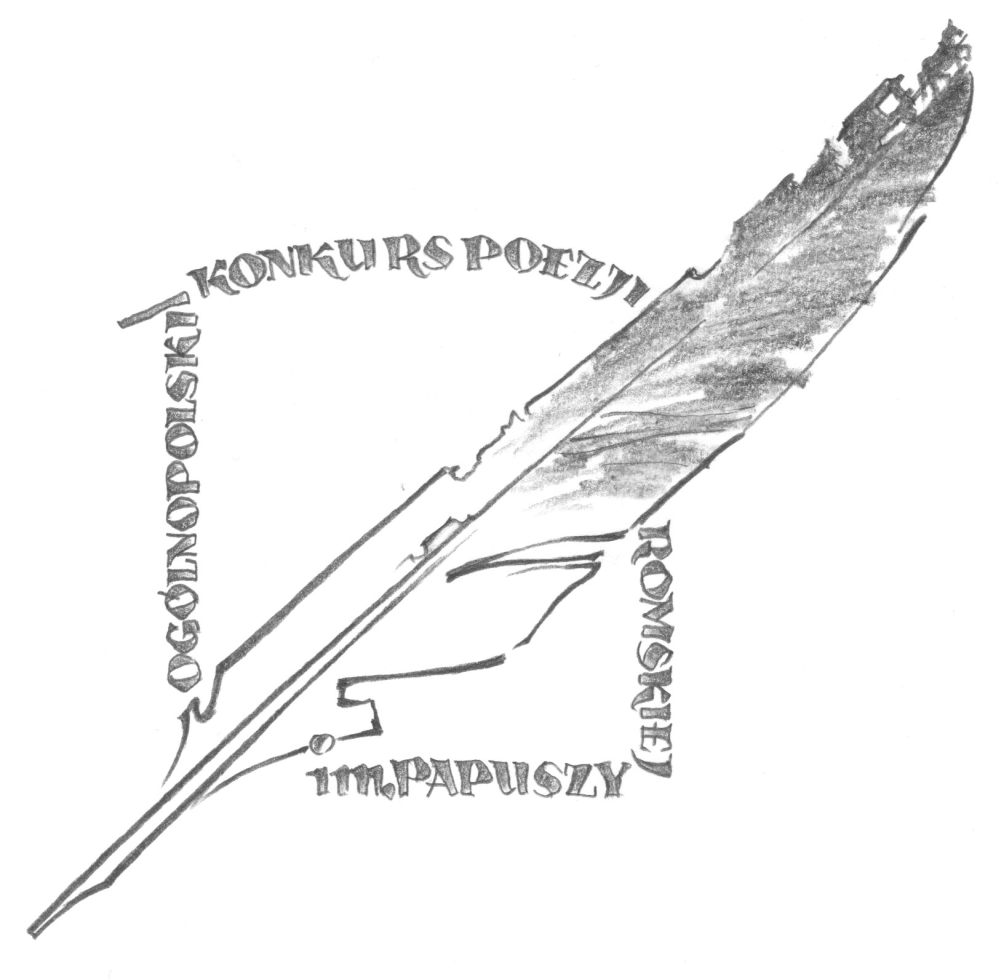 OGÓLNOPOLSKI
KONKURS POEZJI
ROMSKIEJ
im. PAPUSZY